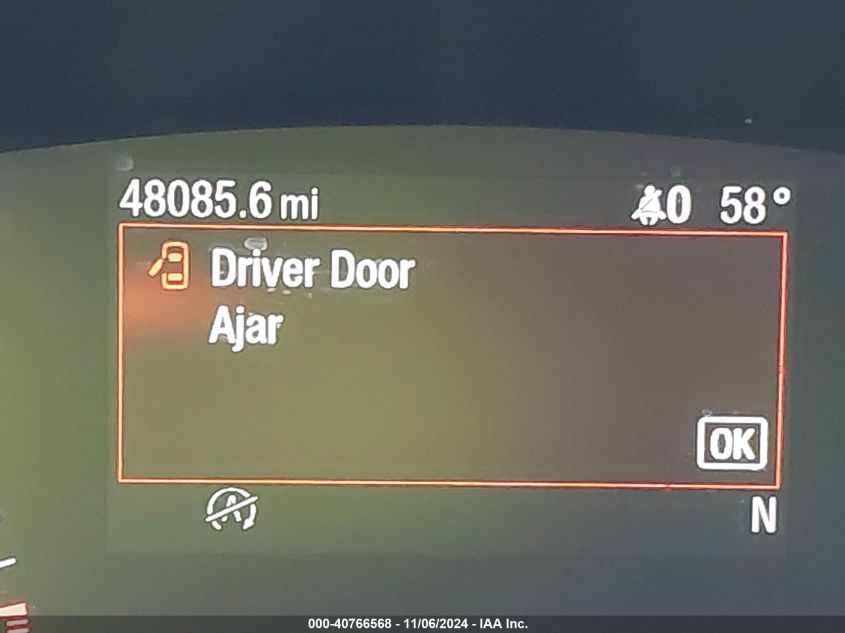 48085.6 mi 0 58°
Driver Door
Ajar
OK
A
N
000-40766568 - 11/06/2024 - IAA Inc.